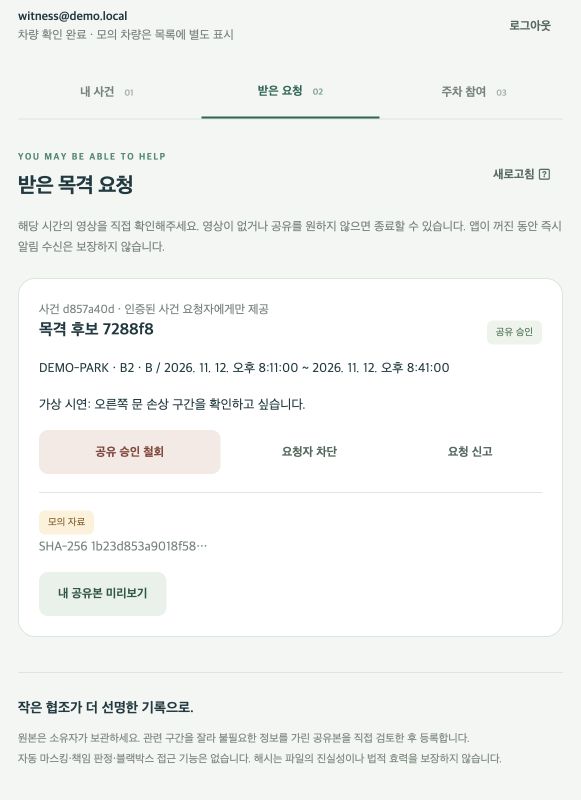 witness@demo.local
차량 확인 완료 · 모의 차량은 목록에 별도 표시
로그아웃
내 사건 01
받은 요청 02
주차 참여 03
YOU MAY BE ABLE TO HELP
받은 목격 요청
새로고침 ?
해당 시간의 영상을 직접 확인해주세요. 영상이 없거나 공유를 원하지 않으면 종료할 수 있습니다. 앱이 꺼진 동안 즉시
알림 수신은 보장하지 않습니다.
사건 d857a40d · 인증된 사건 요청자에게만 제공
목격 후보 7288f8
공유 승인
DEMO-PARK · B2 · B / 2026. 11. 12. 오후 8:11:00 ~ 2026. 11. 12. 오후 8:41:00
가상 시연: 오른쪽 문 손상 구간을 확인하고 싶습니다.
공유 승인 철회
요청자 차단
요청 신고
모의 자료
SHA-256 1b23d853a9018f58…
내 공유본 미리보기
작은 협조가 더 선명한 기록으로.
원본은 소유자가 보관하세요. 관련 구간을 잘라 불필요한 정보를 가린 공유본을 직접 검토한 후 등록합니다.
자동 마스킹·책임 판정·블랙박스 접근 기능은 없습니다. 해시는 파일의 진실성이나 법적 효력을 보장하지 않습니다.